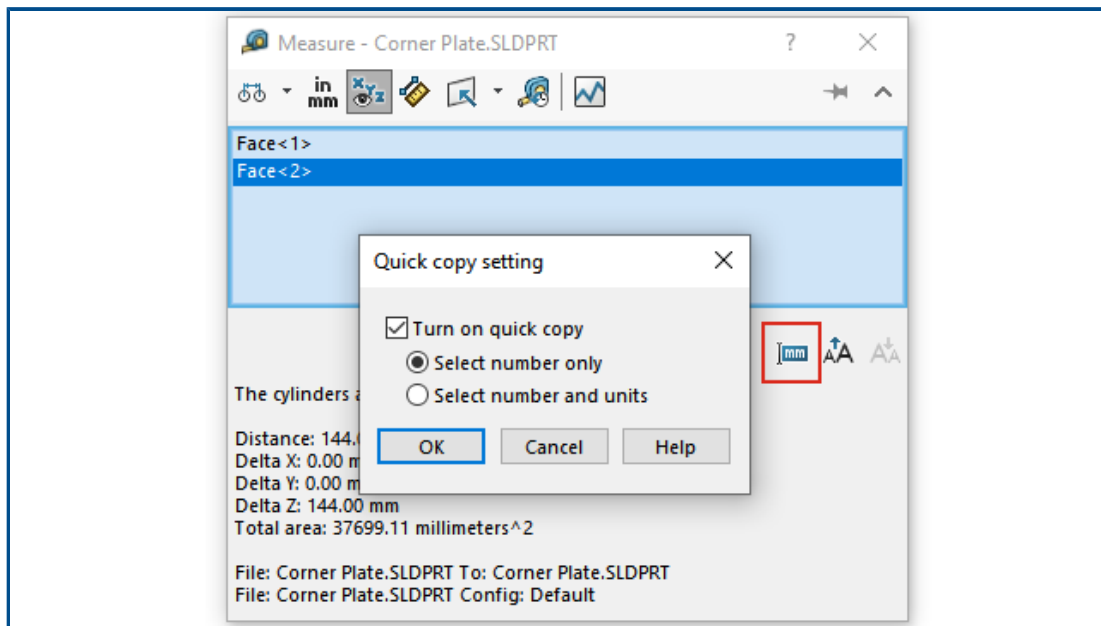 Measure - Corner Plate.SLDPRT ?
in
mm
XYZ
Face<1>
Face<2>
Quick copy setting
Turn on quick copy
Select number only
Select number and units
OK Cancel Help
mm AA AA
The cylinders
Distance: 144.
Delta X: 0.00
Delta Y: 0.00
Delta Z: 144.00 mm
Total area: 37699.11 millimeters^2
File: Corner Plate.SLDPRT To: Corner Plate.SLDPRT
File: Corner Plate.SLDPRT Config: Default